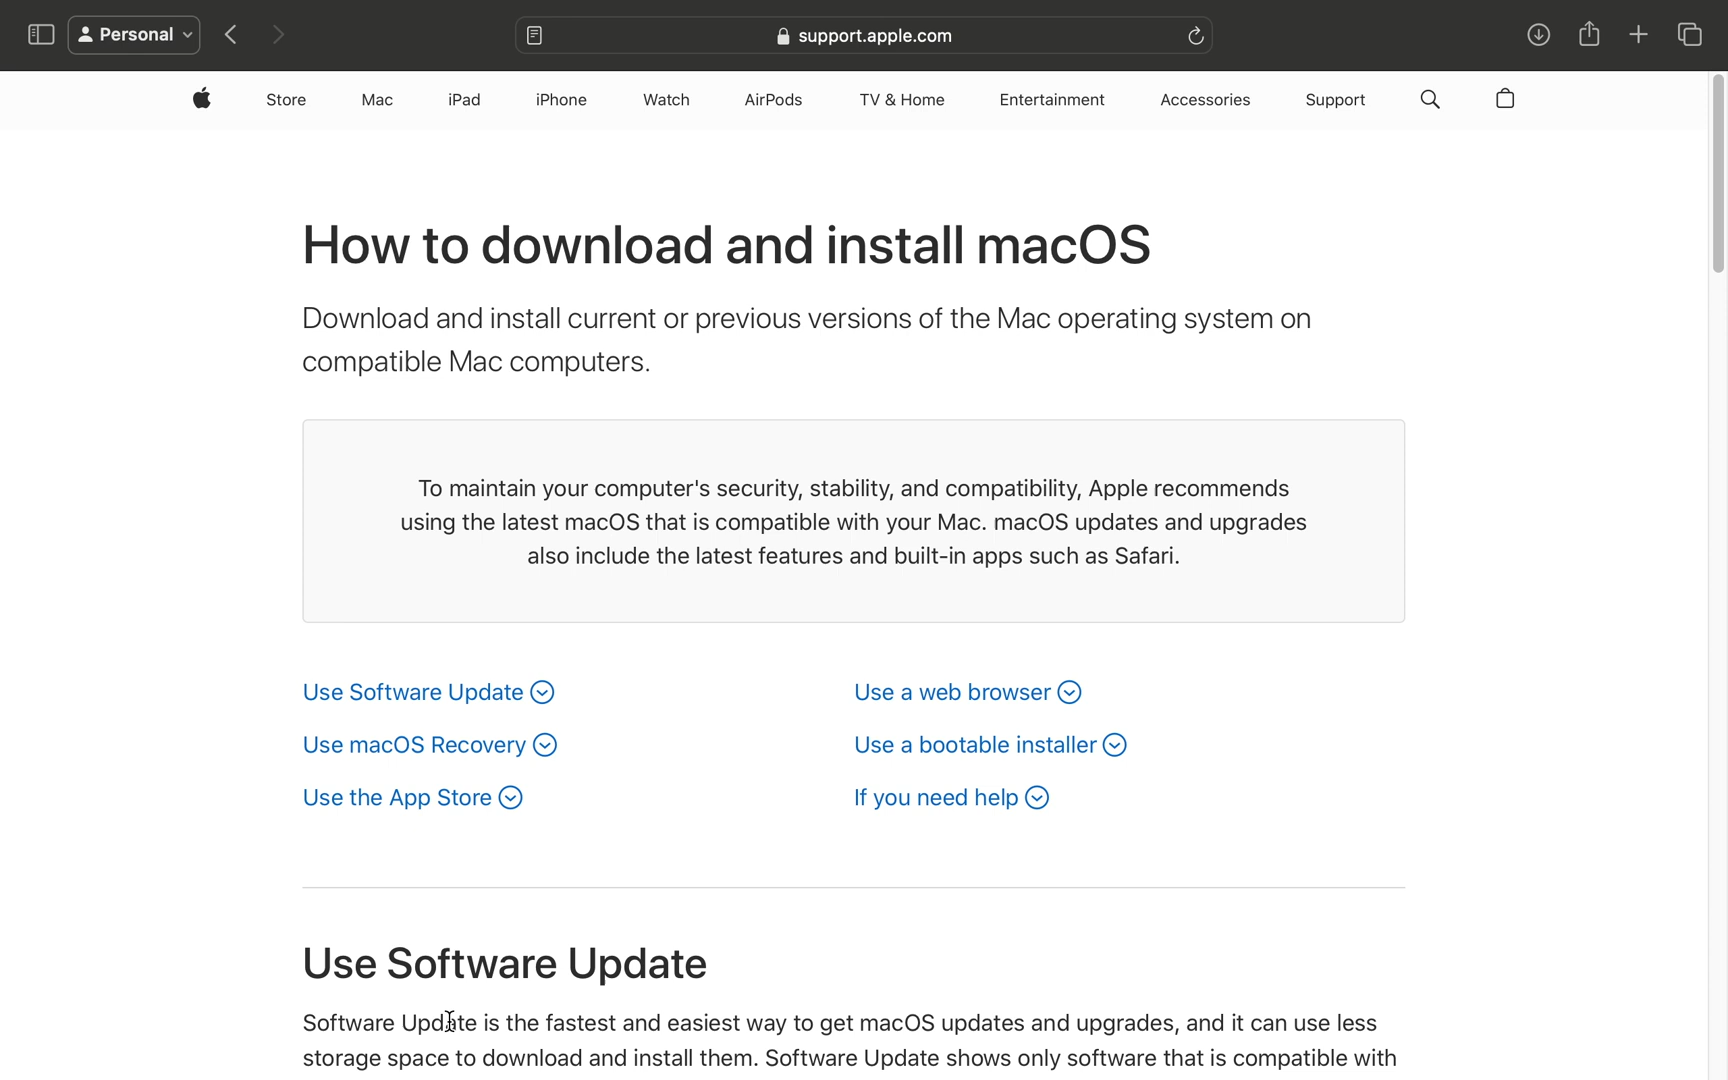 Personal
support.apple.com
Store Mac iPad iPhone Watch AirPods TV & Home Entertainment Accessories Support
How to download and install macOS
Download and install current or previous versions of the Mac operating system on
compatible Mac computers.
To maintain your computer's security, stability, and compatibility, Apple recommends
using the latest macOS that is compatible with your Mac. macOS updates and upgrades
also include the latest features and built-in apps such as Safari.
Use Software Update
Use macOS Recovery
Use the App Store
Use a web browser
Use a bootable installer
If you need help
Use Software Update
Software Update is the fastest and easiest way to get macOS updates and upgrades, and it can use less
storage space to download and install them. Software Update shows only software that is compatible with